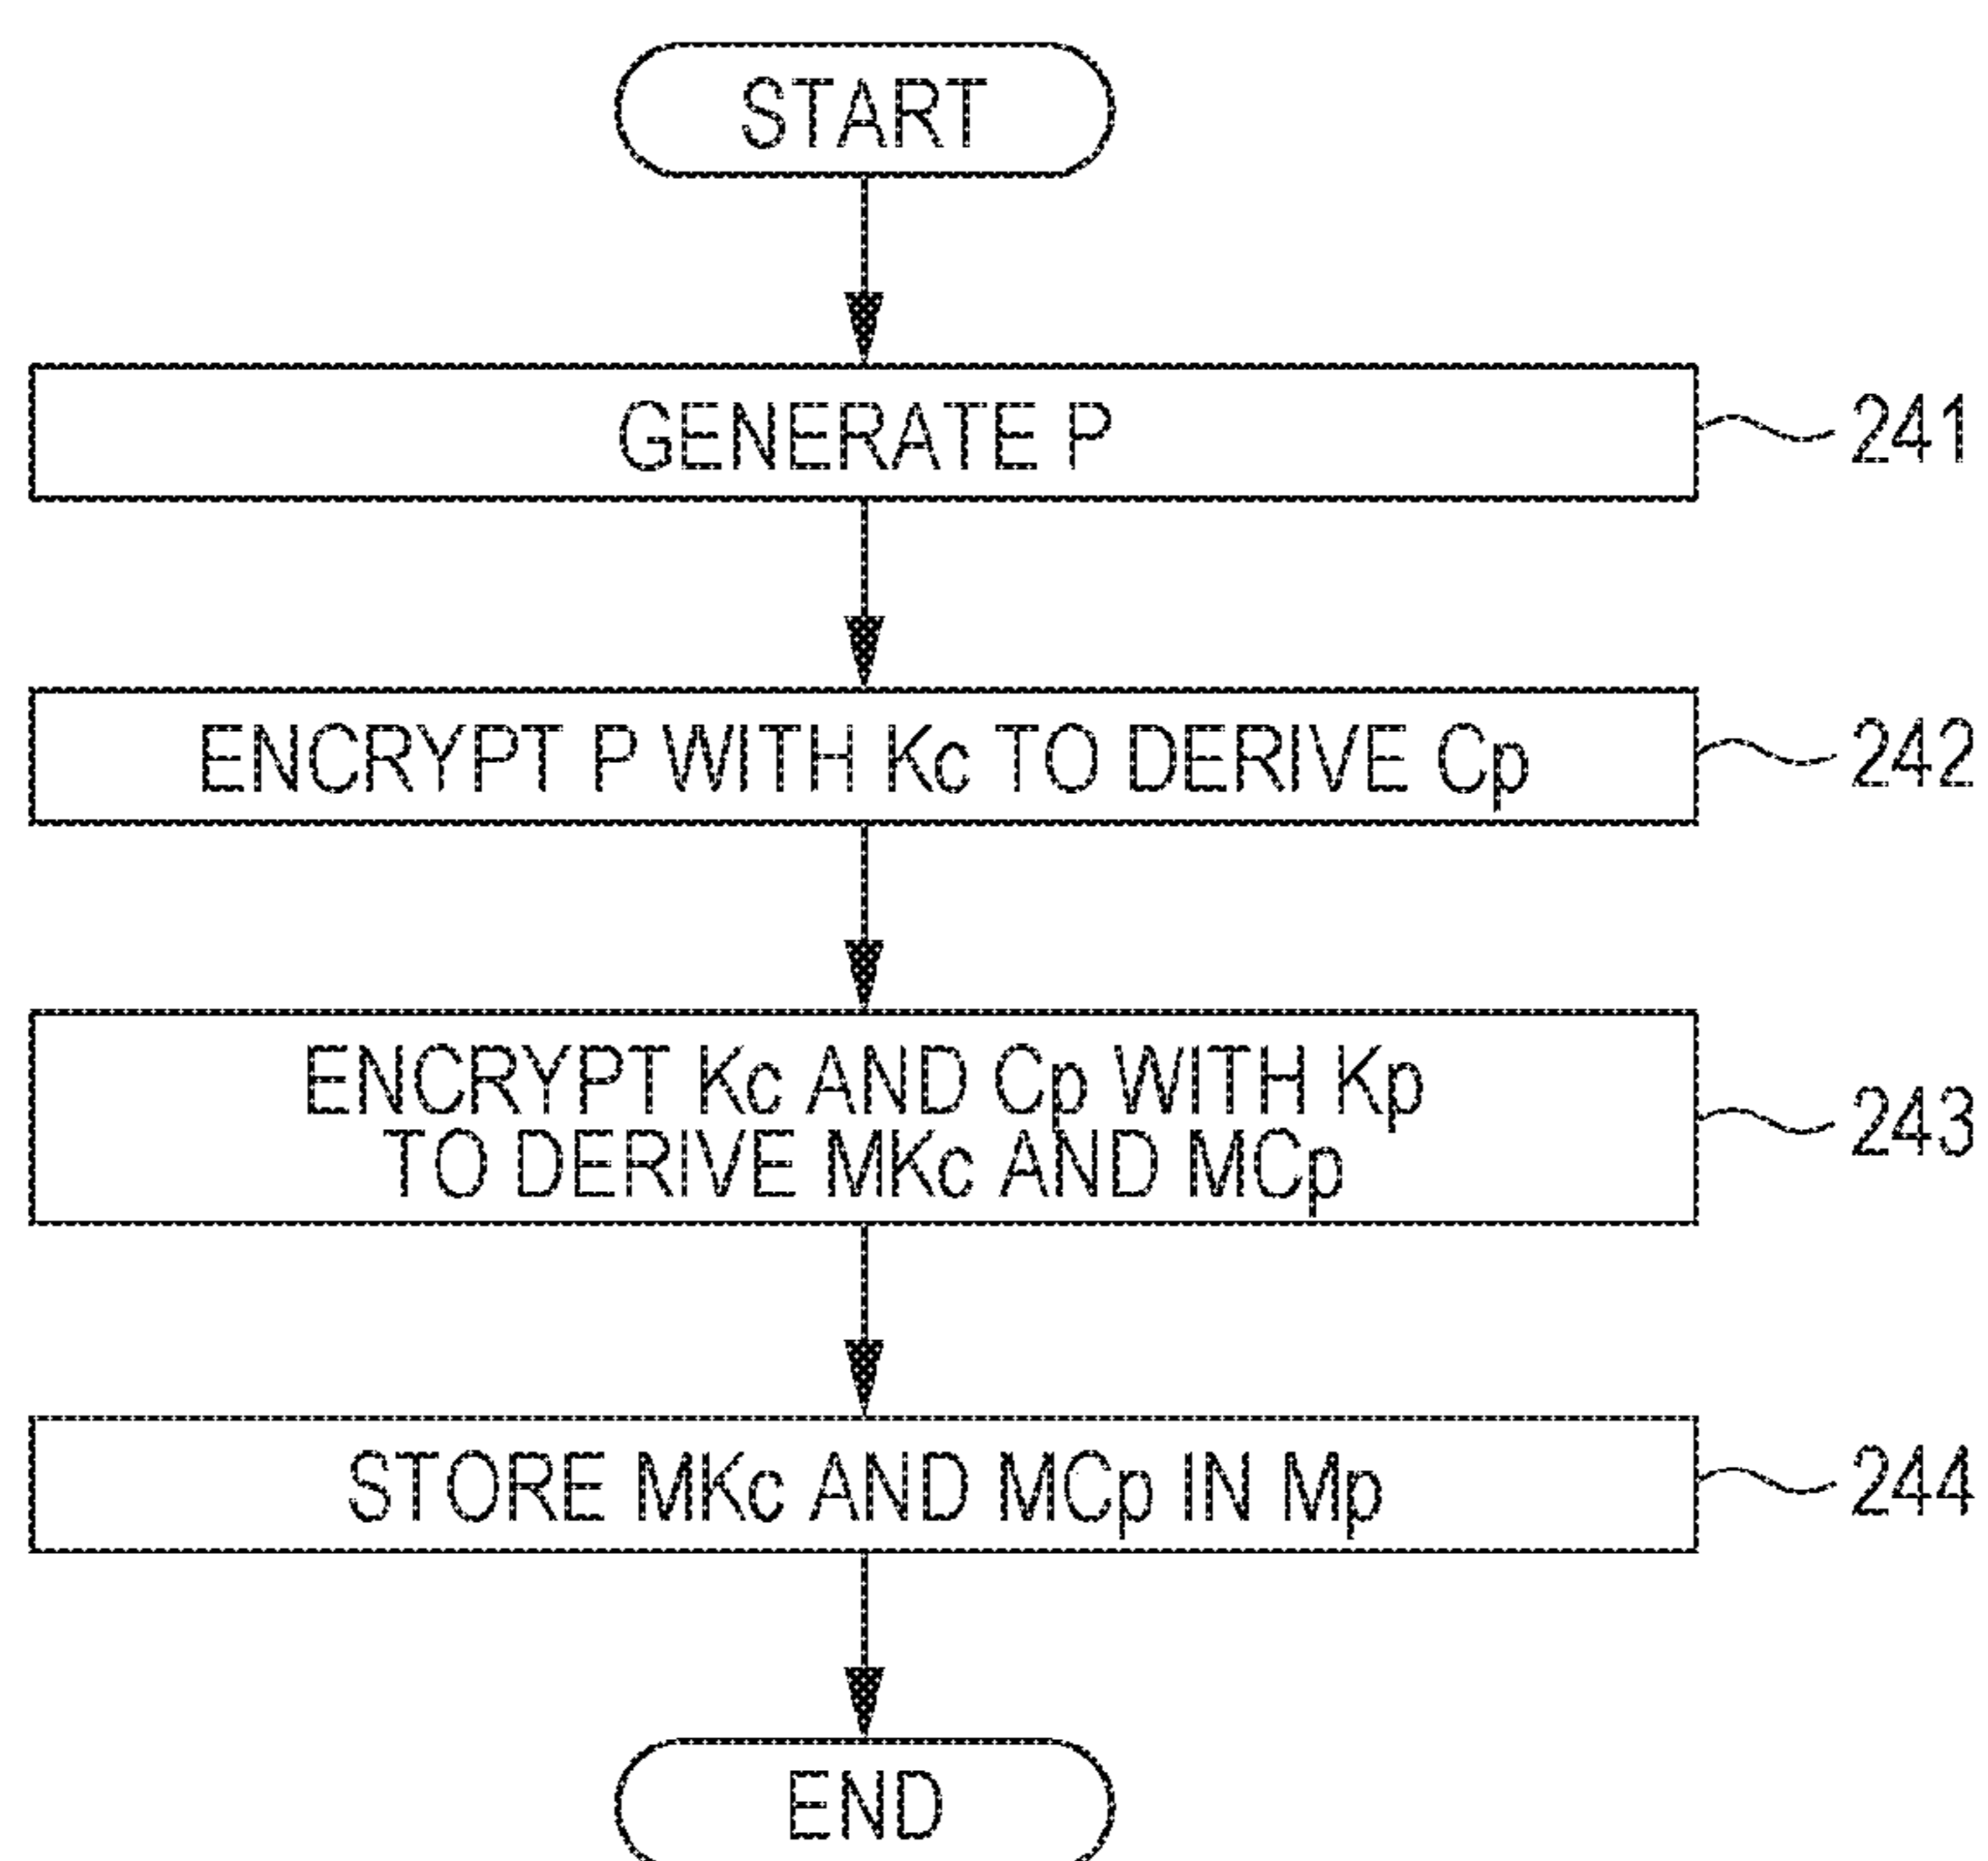 START
GENERATE P
241
ENCRYPT P WITH Kc TO DERIVE Cp
242
ENCRYPT Kc AND Cp WITH Kp
TO DERIVE MKc AND MCp
243
STORE MKc AND MCp IN Mp
244
END